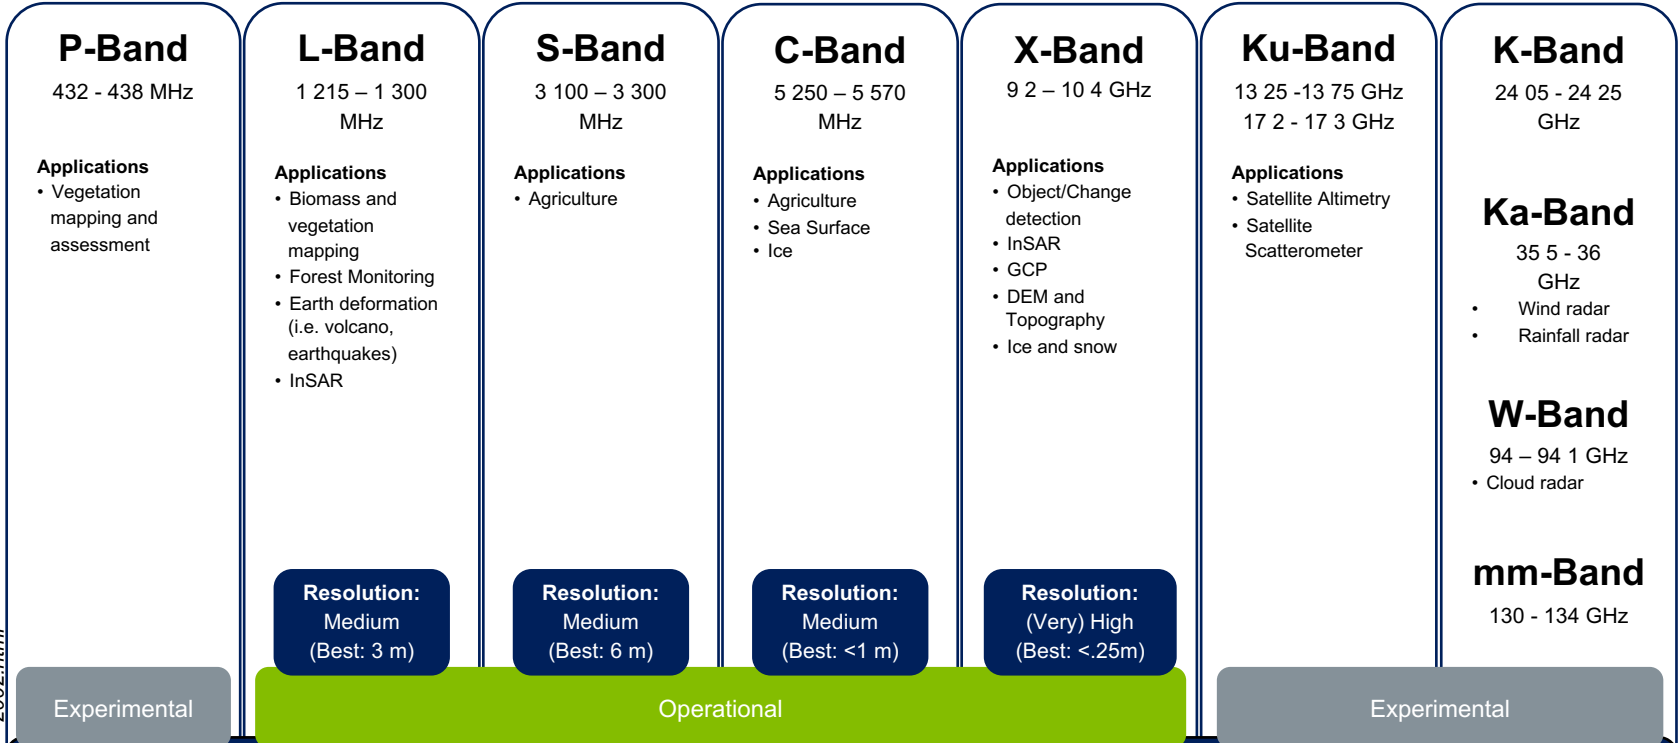 P-Band
432 - 438 MHz
Applications
• Vegetation
mapping and
assessment
L-Band
1 215 – 1 300
MHz
Applications
• Biomass and
vegetation
mapping
• Forest Monitoring
• Earth deformation
(i.e. volcano,
earthquakes)
• InSAR
Resolution:
Medium
(Best: 3 m)
S-Band
3 100 – 3 300
MHz
Applications
• Agriculture
Resolution:
Medium
(Best: 6 m)
C-Band
5 250 – 5 570
MHz
Applications
• Agriculture
• Sea Surface
• Ice
Resolution:
Medium
(Best: <1 m)
X-Band
9 2 – 10 4 GHz
Applications
• Object/Change
detection
• InSAR
• GCP
• DEM and
Topography
• Ice and snow
Resolution:
(Very) High
(Best: <.25m)
Ku-Band
13 25 -13 75 GHz
17 2 - 17 3 GHz
Applications
• Satellite Altimetry
• Satellite
Scatterometer
K-Band
24 05 - 24 25
GHz
Ka-Band
35 5 - 36
GHz
• Wind radar
• Rainfall radar
W-Band
94 – 94 1 GHz
• Cloud radar
mm-Band
130 - 134 GHz
Experimental
Operational
Experimental